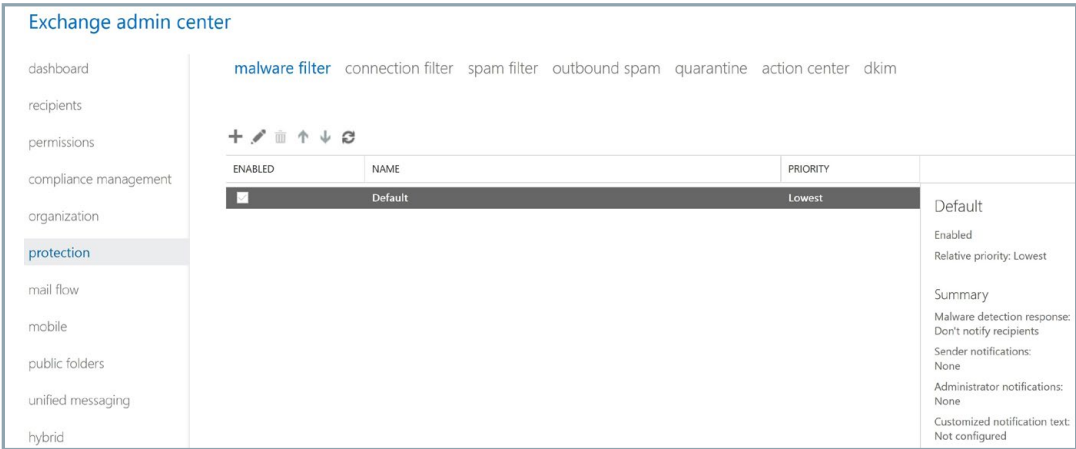 Exchange admin center
dashboard
recipients
permissions
compliance management
organization
protection
mail flow
mobile
public folders
unified messaging
hybrid
malware filter connection filter spam filter outbound spam quarantine action center dkim
ENABLED NAME PRIORITY
Default Lowest
Default
Enabled
Relative priority: Lowest
Summary
Malware detection response:
Don't notify recipients
Sender notifications:
None
Administrator notifications:
None
Customized notification text:
Not configured